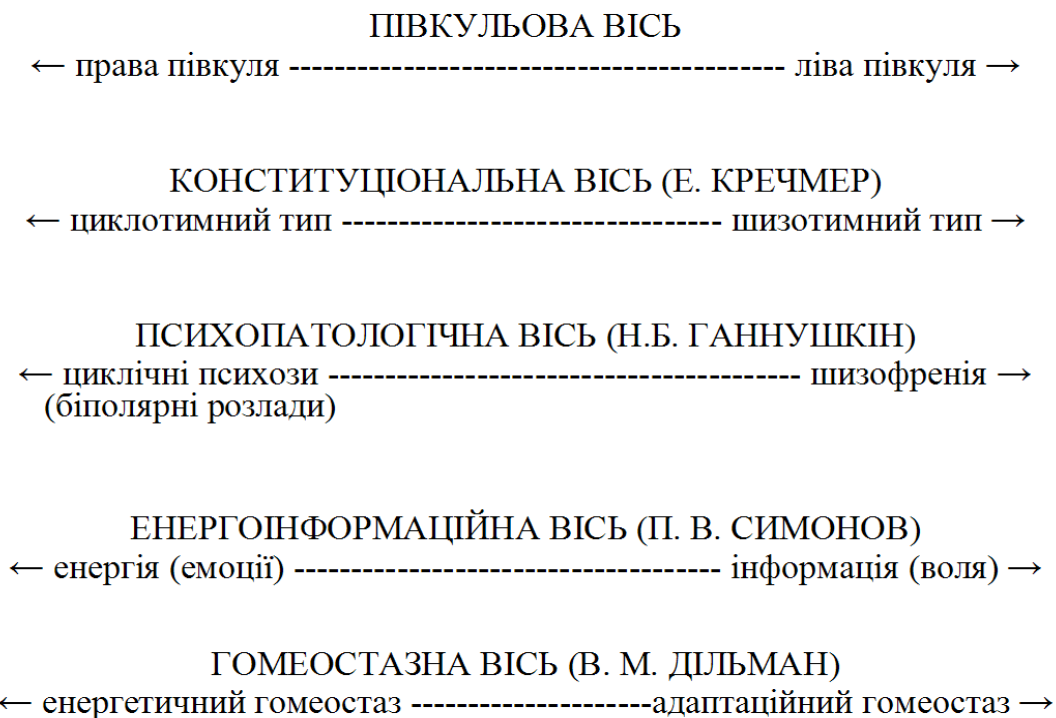 ПІВКУЛЬОВА ВІСЬ
← права півкуля ------------------------------------------- ліва півкуля →
КОНСТИТУЦІОНАЛЬНА ВІСЬ (Е. КРЕЧМЕР)
← циклотимний тип --------------------------------- шизотимний тип →
ПСИХОПАТОЛОГІЧНА ВІСЬ (Н.Б. ГАННУШКІН)
← циклічні психози ----------------------------------------- шизофренія →
(біполярні розлади)
ЕНЕРГОІНФОРМАЦІЙНА ВІСЬ (П. В. СИМОНОВ)
← енергія (емоції) ------------------------------------- інформація (воля) →
ГОМЕОСТАЗНА ВІСЬ (В. М. ДІЛЬМАН)
← енергетичний гомеостаз ---------------------адаптаційний гомеостаз →